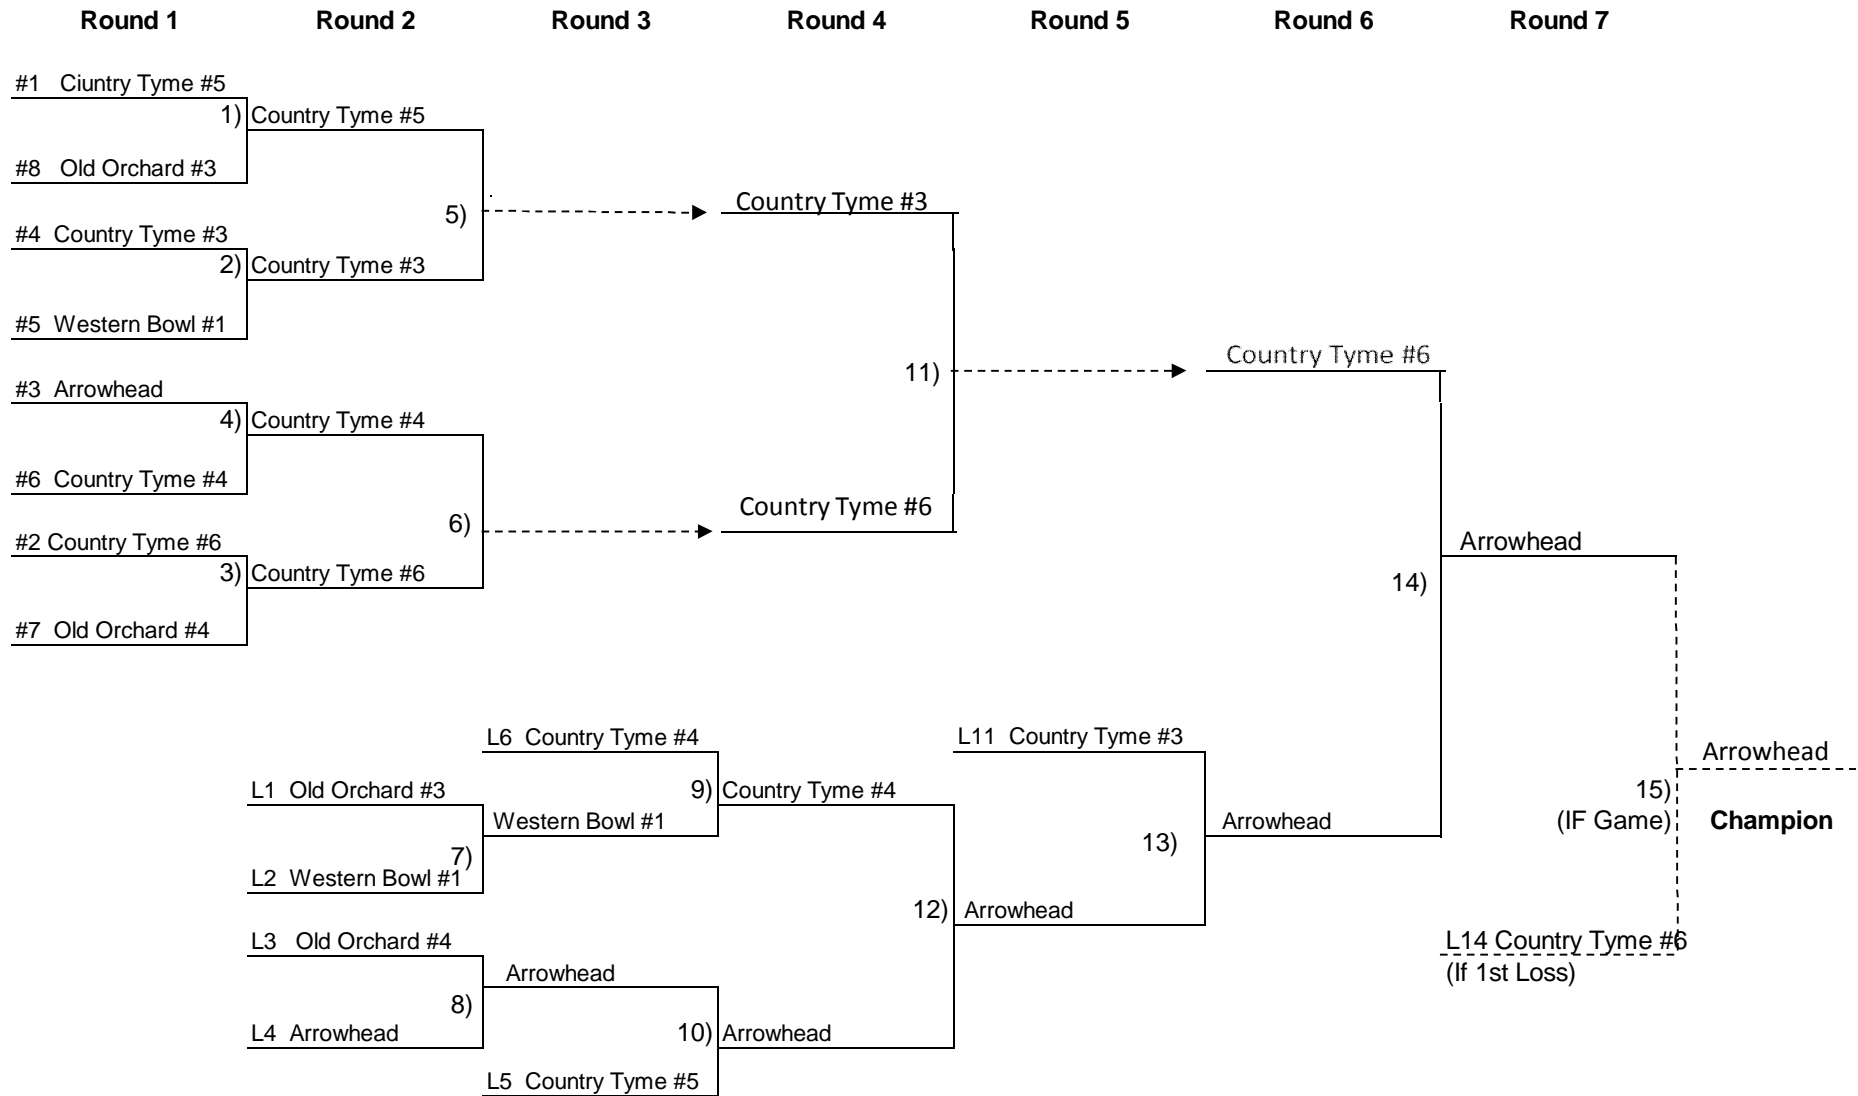 Round 1 Round 2 Round 3 Round 4 Round 5 Round 6 Round 7
#1 Ciuntry Tyme #5
1) Country Tyme #5
#8 Old Orchard #3
5) Country Tyme #3
#4 Country Tyme #3
2) Country Tyme #3
#5 Western Bowl #1
11) Country Tyme #6
#3 Arrowhead
4) Country Tyme #4
#6 Country Tyme #4
6) Country Tyme #6
#2 Country Tyme #6
3) Country Tyme #6
#7 Old Orchard #4
14) Arrowhead
L6 Country Tyme #4
L11 Country Tyme #3
L1 Old Orchard #3
9) Country Tyme #4
Western Bowl #1
7)
L2 Western Bowl #1
13) Arrowhead
15) Arrowhead
(IF Game) Champion
12) Arrowhead
L3 Old Orchard #4
Arrowhead
8)
L4 Arrowhead
10) Arrowhead
L5 Country Tyme #5
L14 Country Tyme #6
(If 1st Loss)